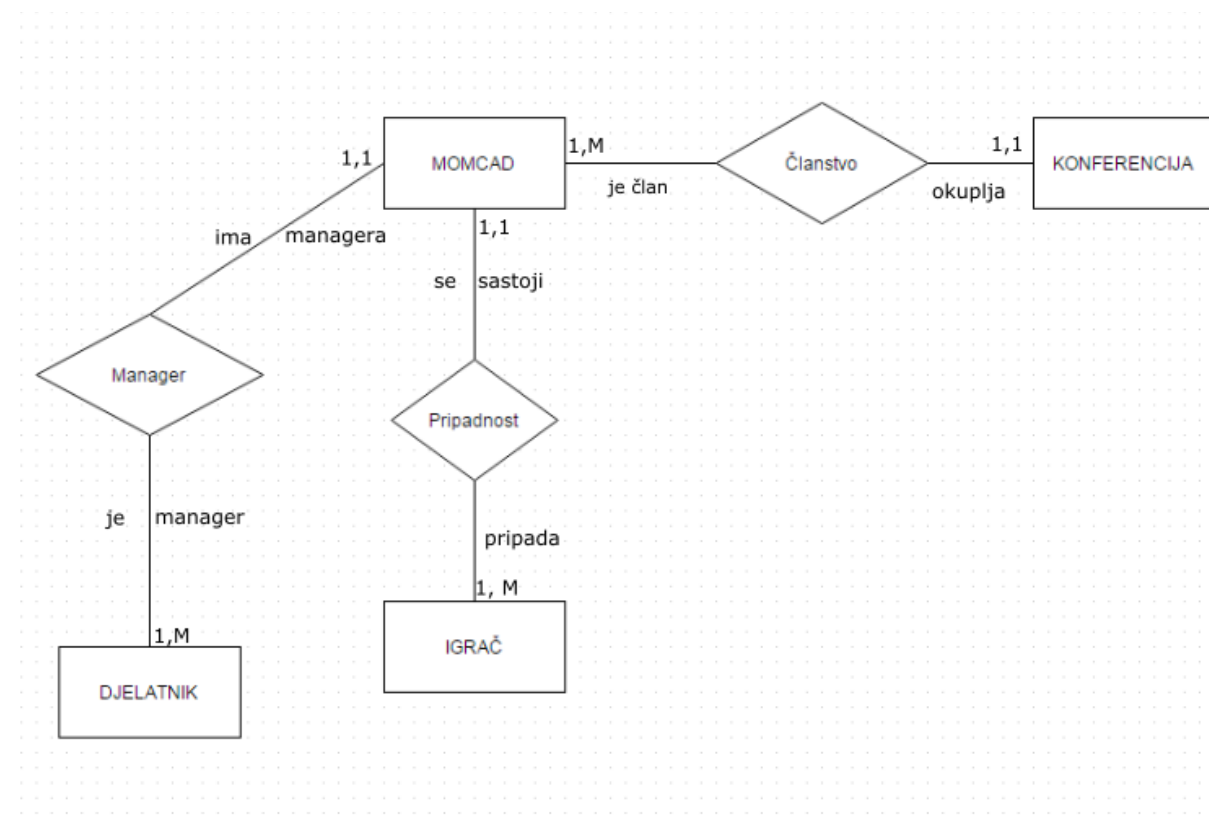 1,1
MOMCAD
1,M
je član
Članstvo
1,1
okuplja
KONFERENCIJA
ima managera
1,1
se sastoji
Manager
Pripadnost
je manager
pripada
1,M
1, M
DJELATNIK
IGRAČ